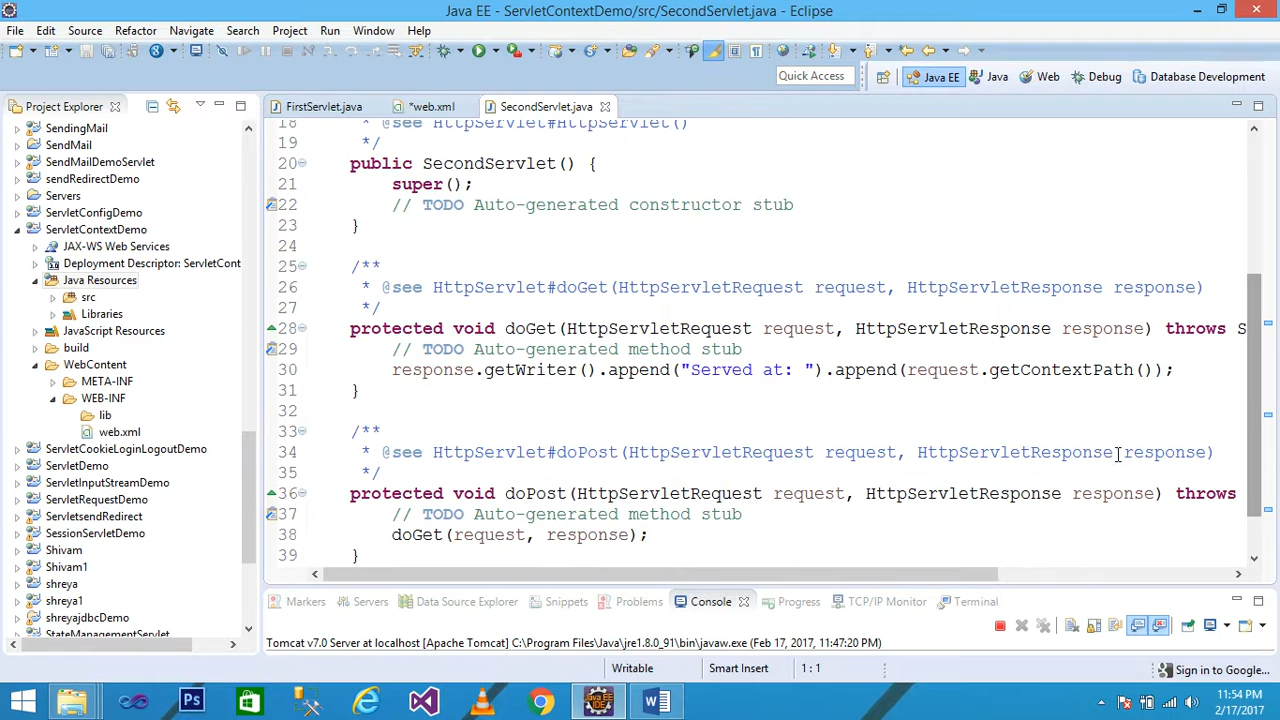 Java EE - ServletContextDemo/src/SecondServlet.java - Eclipse
File Edit Source Refactor Navigate Search Project Run Window Help
Quick Access
Java EE Java Web Debug Database Development
Project Explorer
FirstServlet.java *web.xml SecondServlet.java
SendingMail
SendMail
SendMailDemoServlet
sendRedirectDemo
Servers
ServletConfigDemo
ServletContextDemo
JAX-WS Web Services
Deployment Descriptor: ServletCont
Java Resources
src
Libraries
JavaScript Resources
build
WebContent
META-INF
WEB-INF
lib
web.xml
ServletCookieLoginLogoutDemo
ServletDemo
ServletInputStreamDemo
ServletRequestDemo
ServletsendRedirect
SessionServletDemo
Shivam
Shivam1
shreya
shreya1
shreyajdbcDemo
StateManagementServlet
18 * @see HttpServlet#HttpServlet()
19 */
20 public SecondServlet() {
21 super();
22 // TODO Auto-generated constructor stub
23 }
24
25 /**
26 * @see HttpServlet#doGet(HttpServletRequest request, HttpServletResponse response)
27 */
28 protected void doGet(HttpServletRequest request, HttpServletResponse response) throws S
29 // TODO Auto-generated method stub
30 response.getWriter().append("Served at: ").append(request.getContextPath());
31 }
32
33 /**
34 * @see HttpServlet#doPost(HttpServletRequest request, HttpServletResponse response)
35 */
36 protected void doPost(HttpServletRequest request, HttpServletResponse response) throws
37 // TODO Auto-generated method stub
38 doGet(request, response);
39 }
Markers Servers Data Source Explorer Snippets Problems Console Progress TCP/IP Monitor Terminal
Tomcat v7.0 Server at localhost [Apache Tomcat] C:\Program Files\Java\jre1.8.0_91\bin\javaw.exe (Feb 17, 2017, 11:47:20 PM)
Writable Smart Insert 1 : 1
Sign in to Google...
11:54 PM
2/17/2017